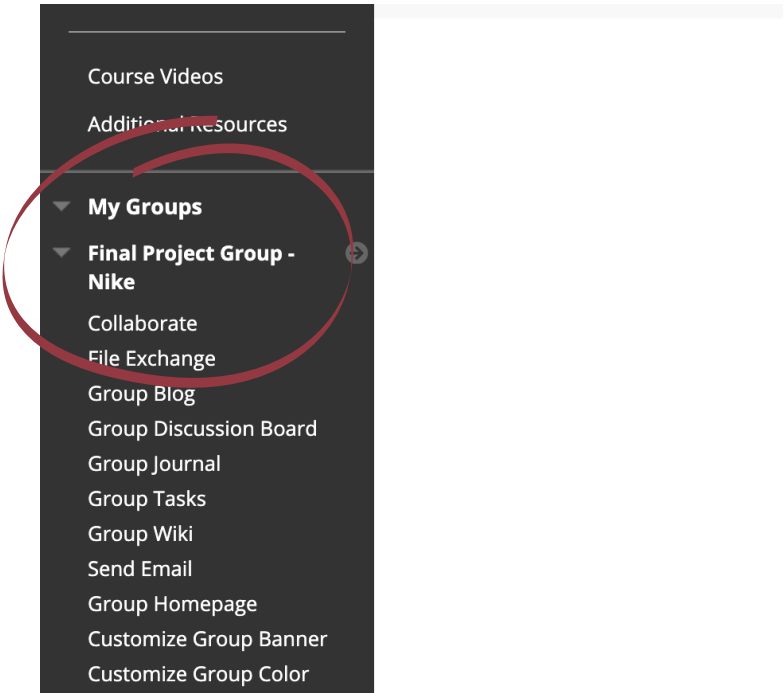 Course Videos
Additional Resources
My Groups
Final Project Group -
Nike
Collaborate
File Exchange
Group Blog
Group Discussion Board
Group Journal
Group Tasks
Group Wiki
Send Email
Group Homepage
Customize Group Banner
Customize Group Color